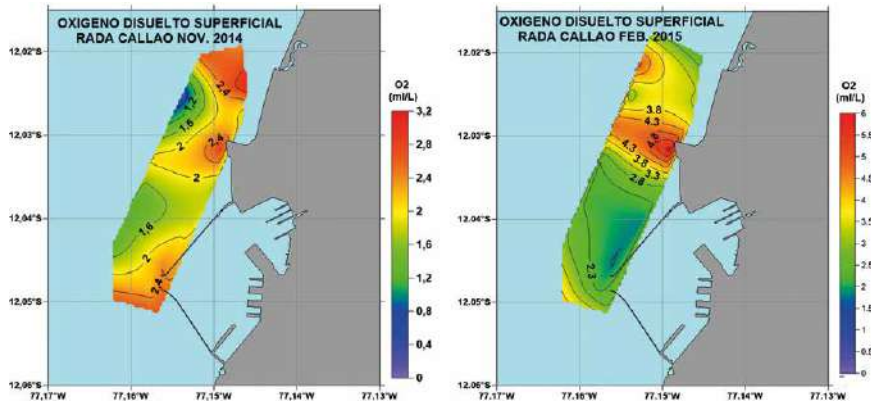 OXIGENO DISUELTO SUPERFICIAL
RADA CALLAO NOV. 2014
12,02°S
12,03°S
12,04°S
12,05°S
12,06°S
77,17°W
77,16°W
77,15°W
77,14°W
77,13°W
2,4
1,2
1,6
2
2,4
2
1,6
2
2,4
O2
(ml/L)
3,2
2,8
2,4
2
1,6
1,2
0,8
0,4
0
OXIGENO DISUELTO SUPERFICIAL
RADA CALLAO FEB. 2015
12.02°S
12.03°S
12.04°S
12.05°S
12.06°S
77.17°W
77.16°W
77.15°W
77.14°W
77.13°W
3.8
4.3
4.8
4.3
3.8
3.3
2.8
2.3
O2
(ml/L)
6
5.5
5
4.5
4
3.5
3
2.5
2
1.5
1
0.5
0